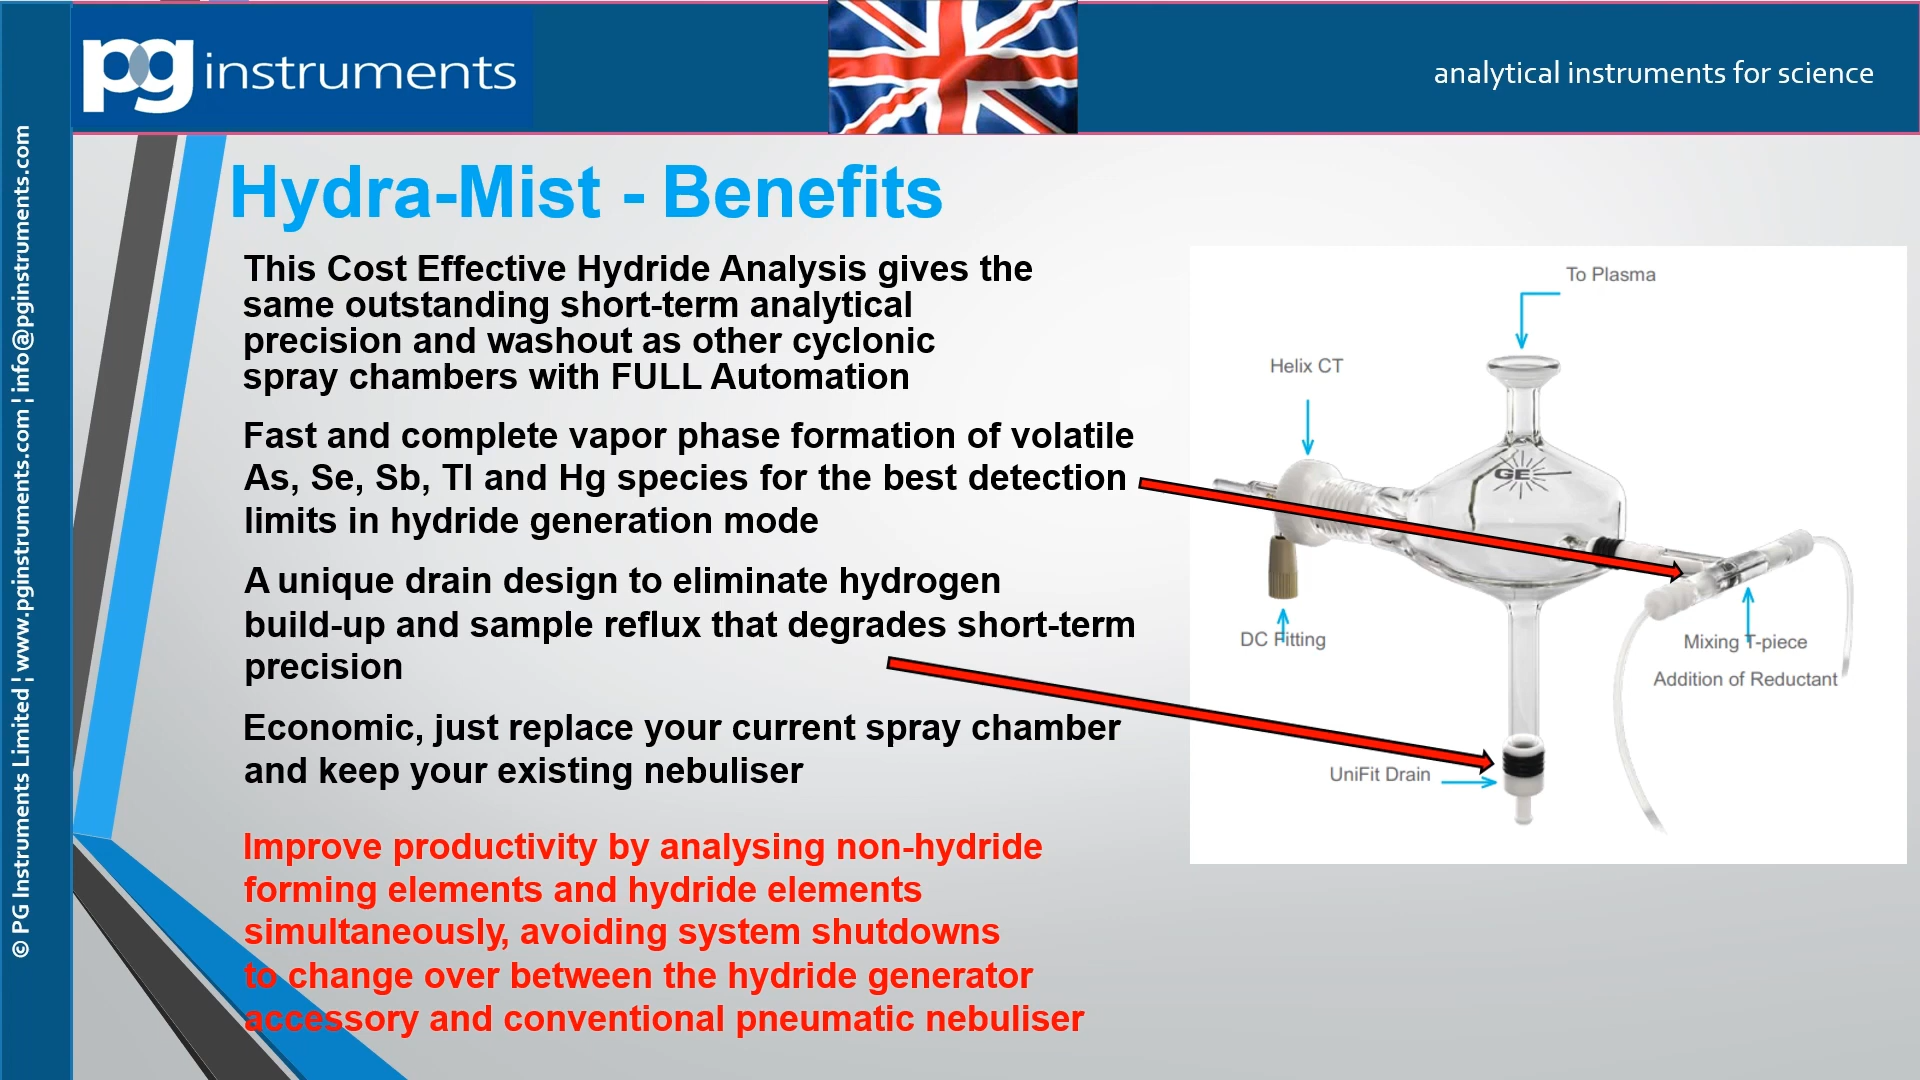 pg instruments
analytical instruments for science
© PG Instruments Limited ¦ www.pginstruments.com ¦ info@pginstruments.com
Hydra-Mist - Benefits
This Cost Effective Hydride Analysis gives the
same outstanding short-term analytical
precision and washout as other cyclonic
spray chambers with FULL Automation
Fast and complete vapor phase formation of volatile
As, Se, Sb, Tl and Hg species for the best detection
limits in hydride generation mode
A unique drain design to eliminate hydrogen
build-up and sample reflux that degrades short-term
precision
Economic, just replace your current spray chamber
and keep your existing nebuliser
Improve productivity by analysing non-hydride
forming elements and hydride elements
simultaneously, avoiding system shutdowns
to change over between the hydride generator
accessory and conventional pneumatic nebuliser
To Plasma
Helix CT
GE
DC Fitting
Mixing T-piece
Addition of Reductant
UniFit Drain